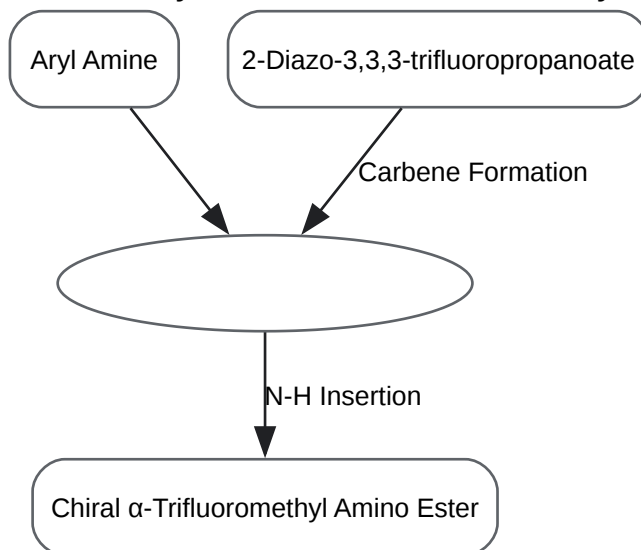 Aryl Amine
2-Diazo-3,3,3-trifluoropropanoate
Carbene Formation
N-H Insertion
Chiral α-Trifluoromethyl Amino Ester